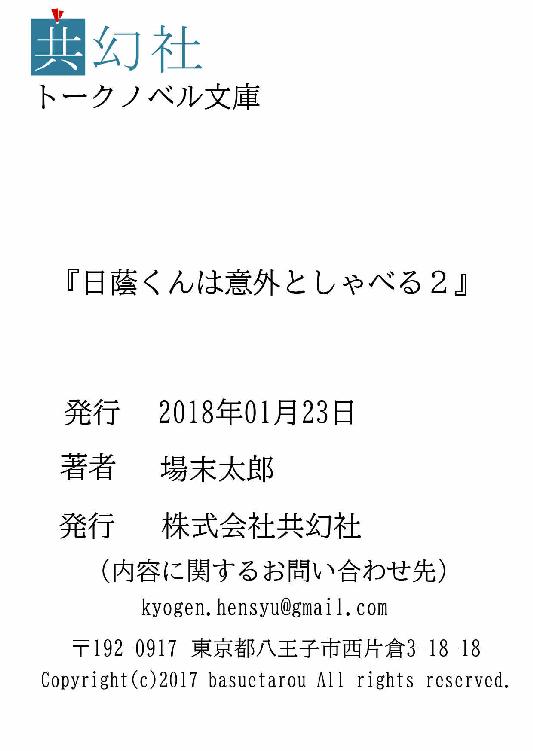 共幻社
トークノベル文庫
『日蔭くんは意外としゃべる２』
発行 2018年01月23日
著者 場末太郎
発行 株式会社共幻社
（内容に関するお問い合わせ先）
kyogen.hensyu@gmail.com
〒192 0917 東京都八王子市西片倉3 18 18
Copyright(c)2017 basuetarou All rights reserved.